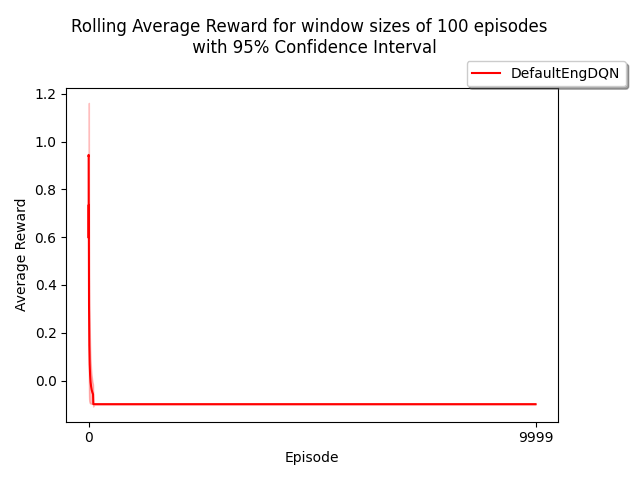 Rolling Average Reward for window sizes of 100 episodes
with 95% Confidence Interval
DefaultEngDQN
1.2
1.0
0.8
0.6
0.4
0.2
0.0
Average Reward
0
9999
Episode